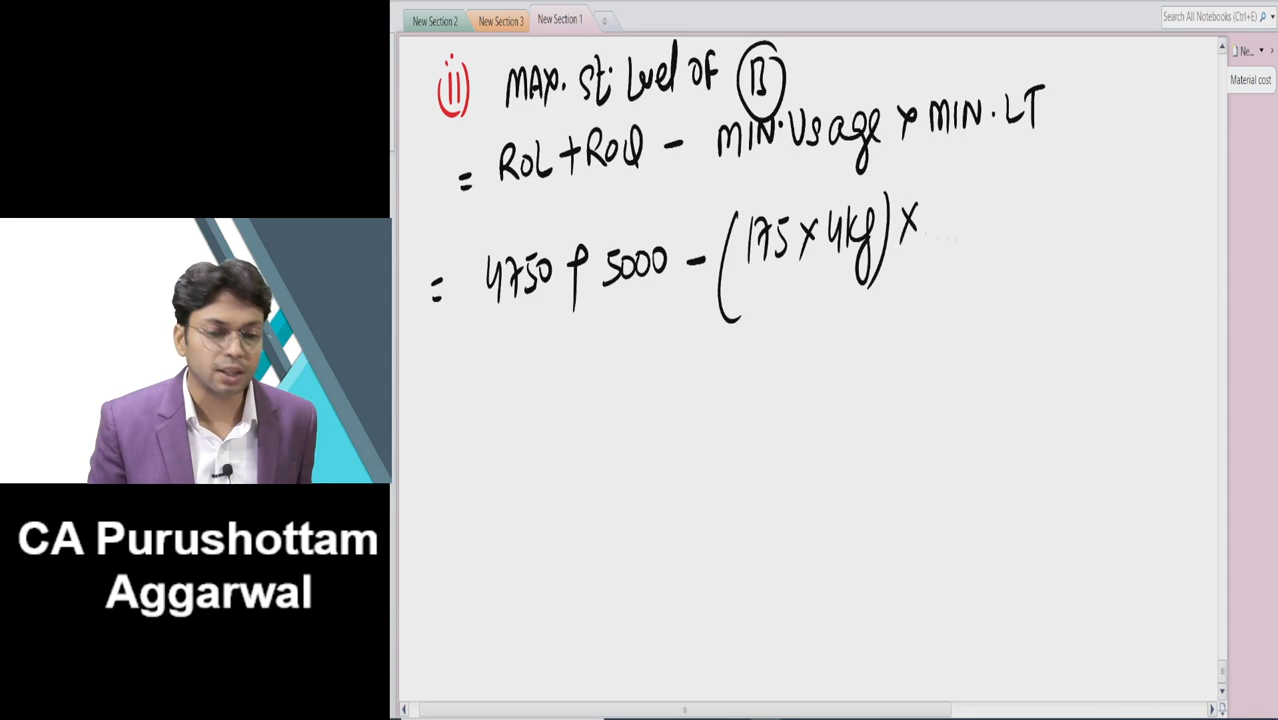 New Section 2
New Section 3
New Section 1
Search All Notebooks (Ctrl+E)
Ne...
Material cost
ii) MAX. St. Level of B
= ROL + ROQ - MIN. Usage x MIN. LT
= 4750 + 5000 - (175 x 4kg) x
CA Purushottam
Aggarwal